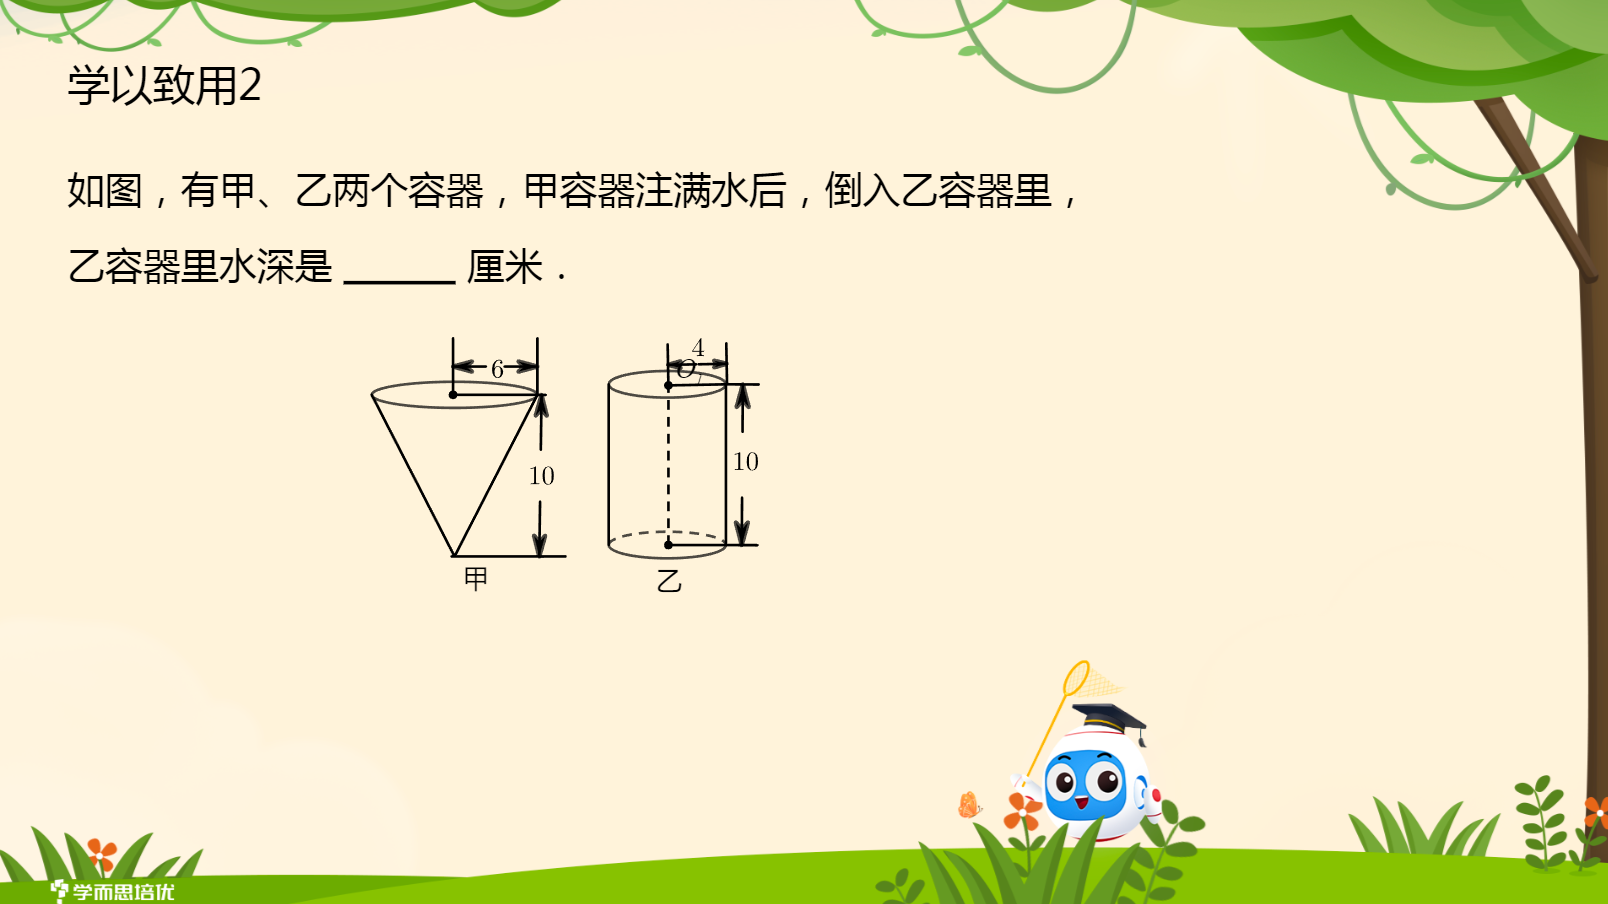 学以致用2
如图，有甲、乙两个容器，甲容器注满水后，倒入乙容器里，
乙容器里水深是 ______ 厘米．
6
4
O
10
10
甲
乙
学而思培优